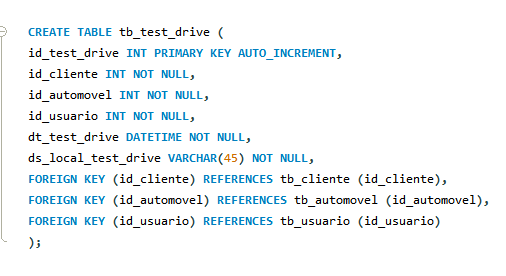 CREATE TABLE tb_test_drive (
id_test_drive INT PRIMARY KEY AUTO_INCREMENT,
id_cliente INT NOT NULL,
id_automovel INT NOT NULL,
id_usuario INT NOT NULL,
dt_test_drive DATETIME NOT NULL,
ds_local_test_drive VARCHAR(45) NOT NULL,
FOREIGN KEY (id_cliente) REFERENCES tb_cliente (id_cliente),
FOREIGN KEY (id_automovel) REFERENCES tb_automovel (id_automovel),
FOREIGN KEY (id_usuario) REFERENCES tb_usuario (id_usuario)
);